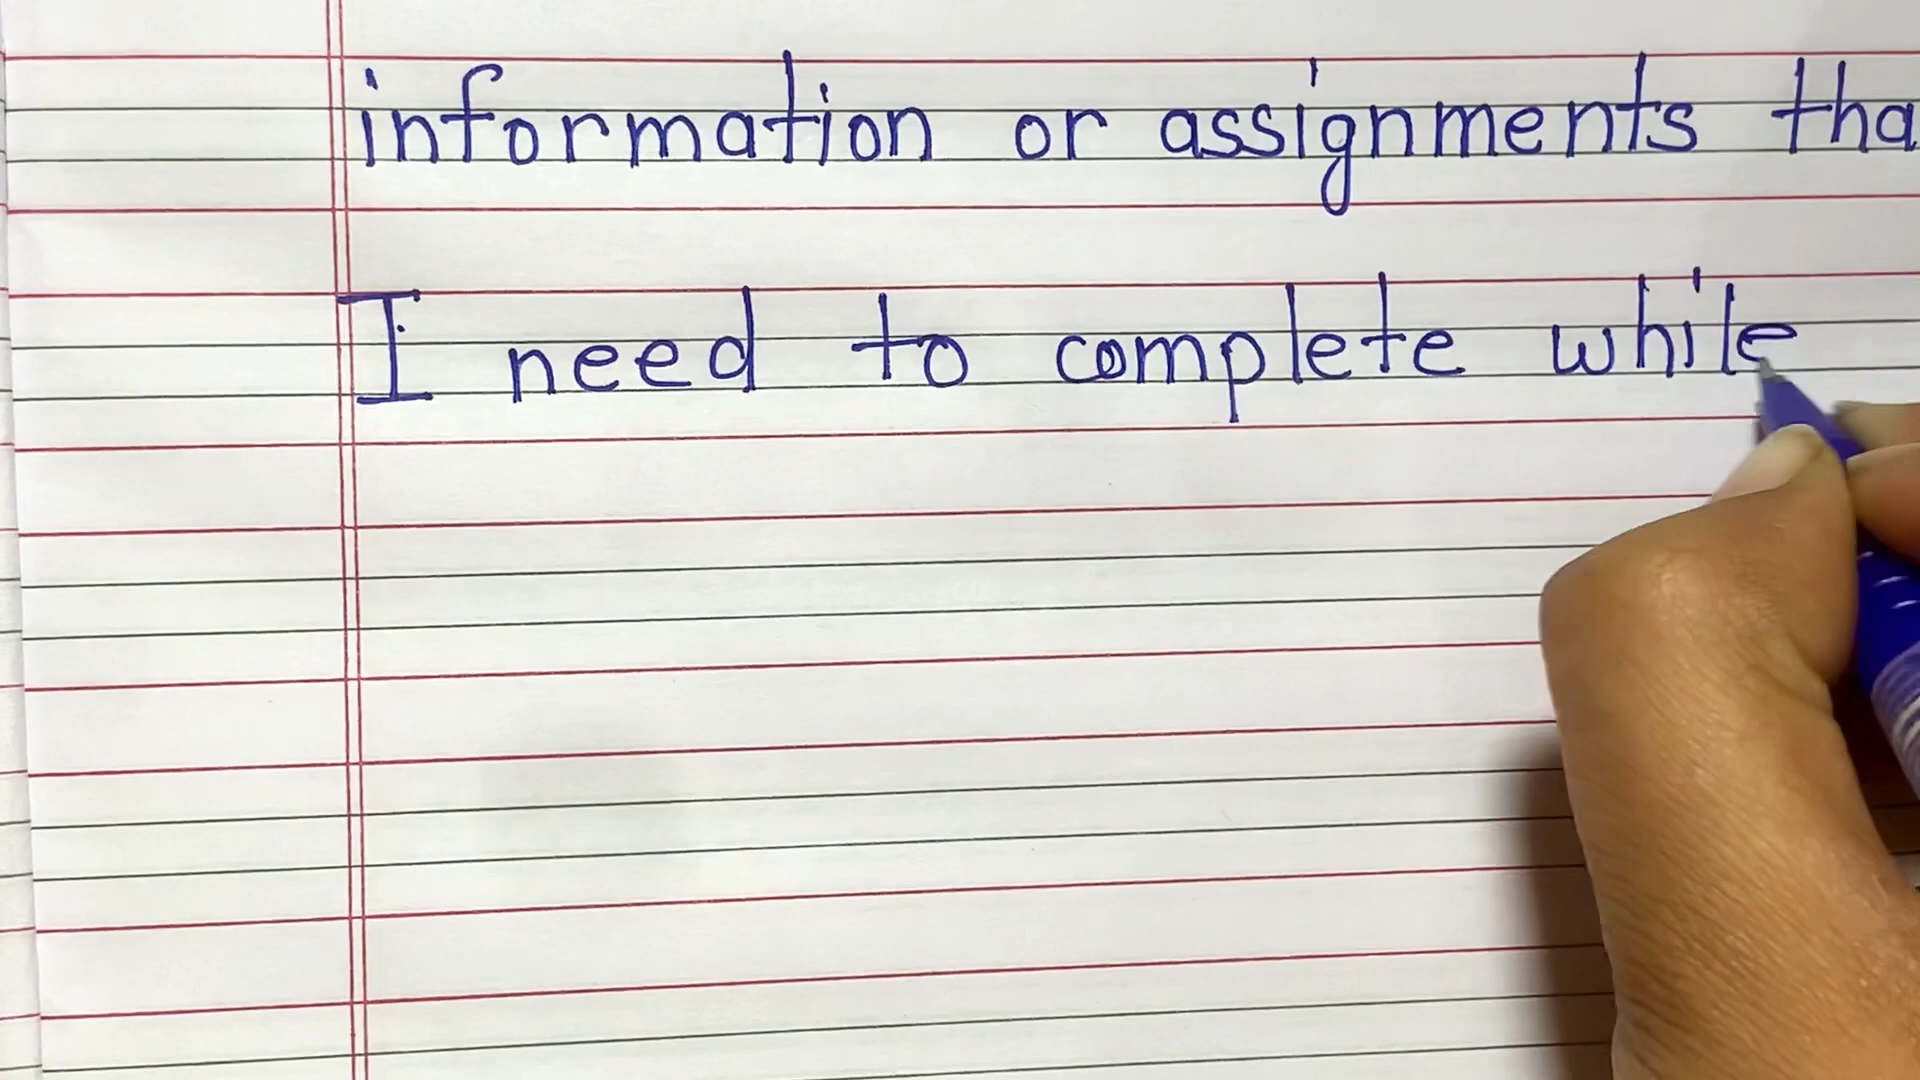 information or assignments tha
I need to complete while